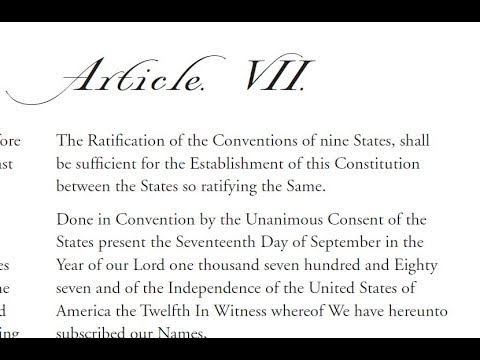 Article. VII.
The Ratification of the Conventions of nine States, shall
be sufficient for the Establishment of this Constitution
between the States so ratifying the Same.
Done in Convention by the Unanimous Consent of the
States present the Seventeenth Day of September in the
Year of our Lord one thousand seven hundred and Eighty
seven and of the Independence of the United States of
America the Twelfth In Witness whereof We have hereunto
subscribed our Names,